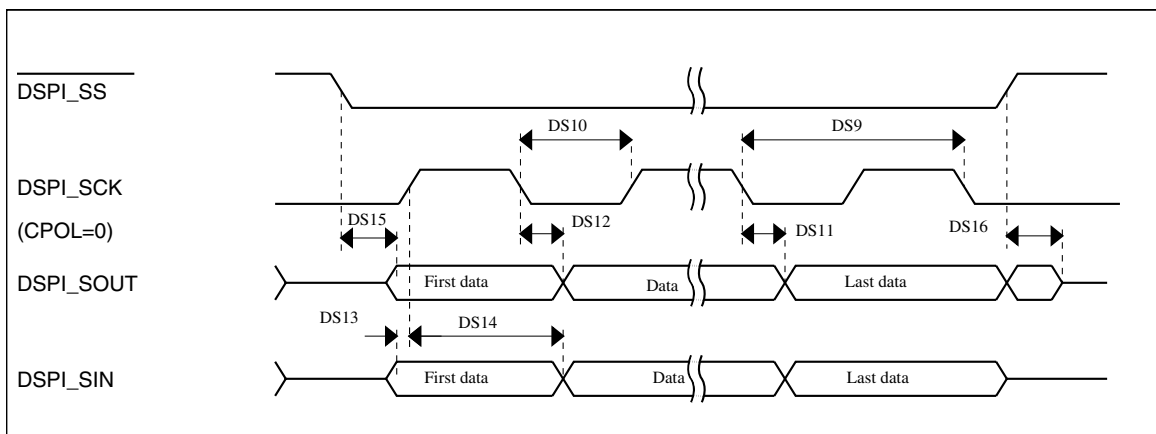 DSPI_SS
DS10
DS9
DSPI_SCK
(CPOL=0)
DS15
DS12
DS11
DS16
DSPI_SOUT
First data
Data
Last data
DS13
DS14
DSPI_SIN
First data
Data
Last data